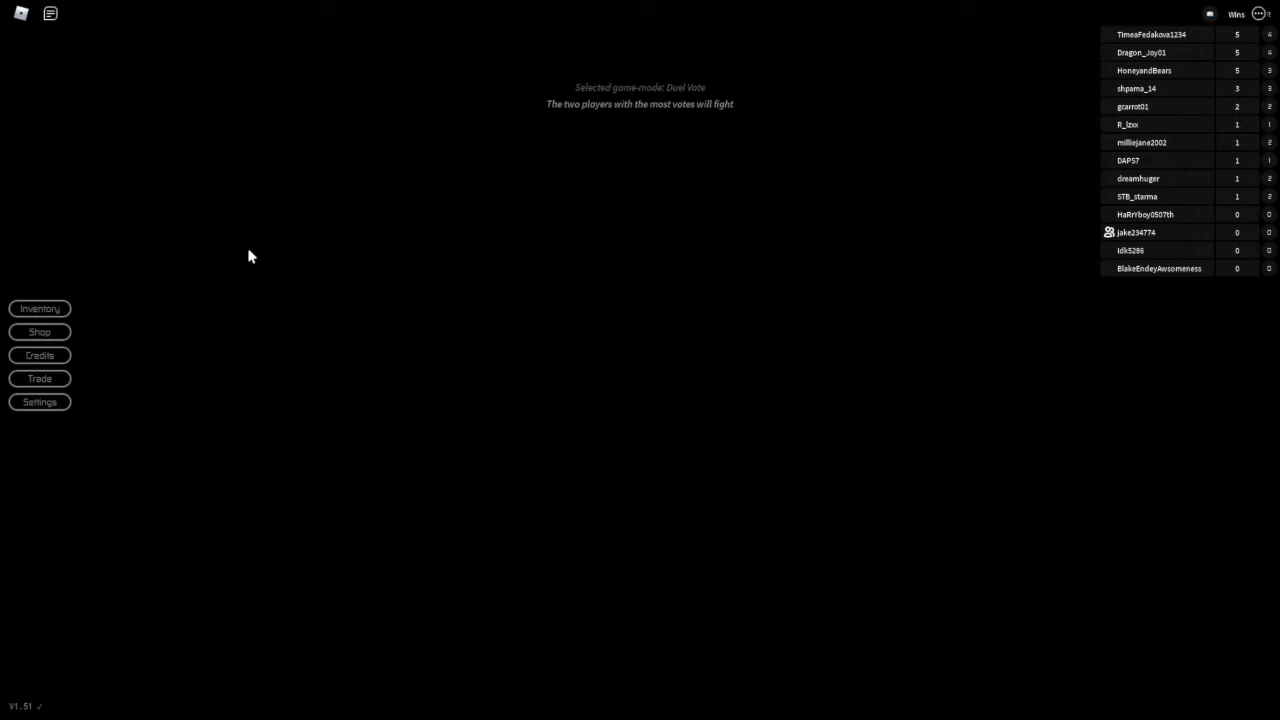 Wins
Selected game-mode: Duel Vote
The two players with the most votes will fight
TimeaFedakova1234 5 4
Dragon_Joy01 5 4
HoneyandBears 5 3
shpama_14 3 3
gcarrot01 2 2
R_lzxx 1 1
milliejane2002 1 2
DAPS7 1 1
dreamhuger 1 2
STB_starma 1 2
HaRrYboy0507th 0 0
jake234774 0 0
Idk5286 0 0
BlakeEndeyAwsomeness 0 0
Inventory
Shop
Credits
Trade
Settings
V1.51 ✓